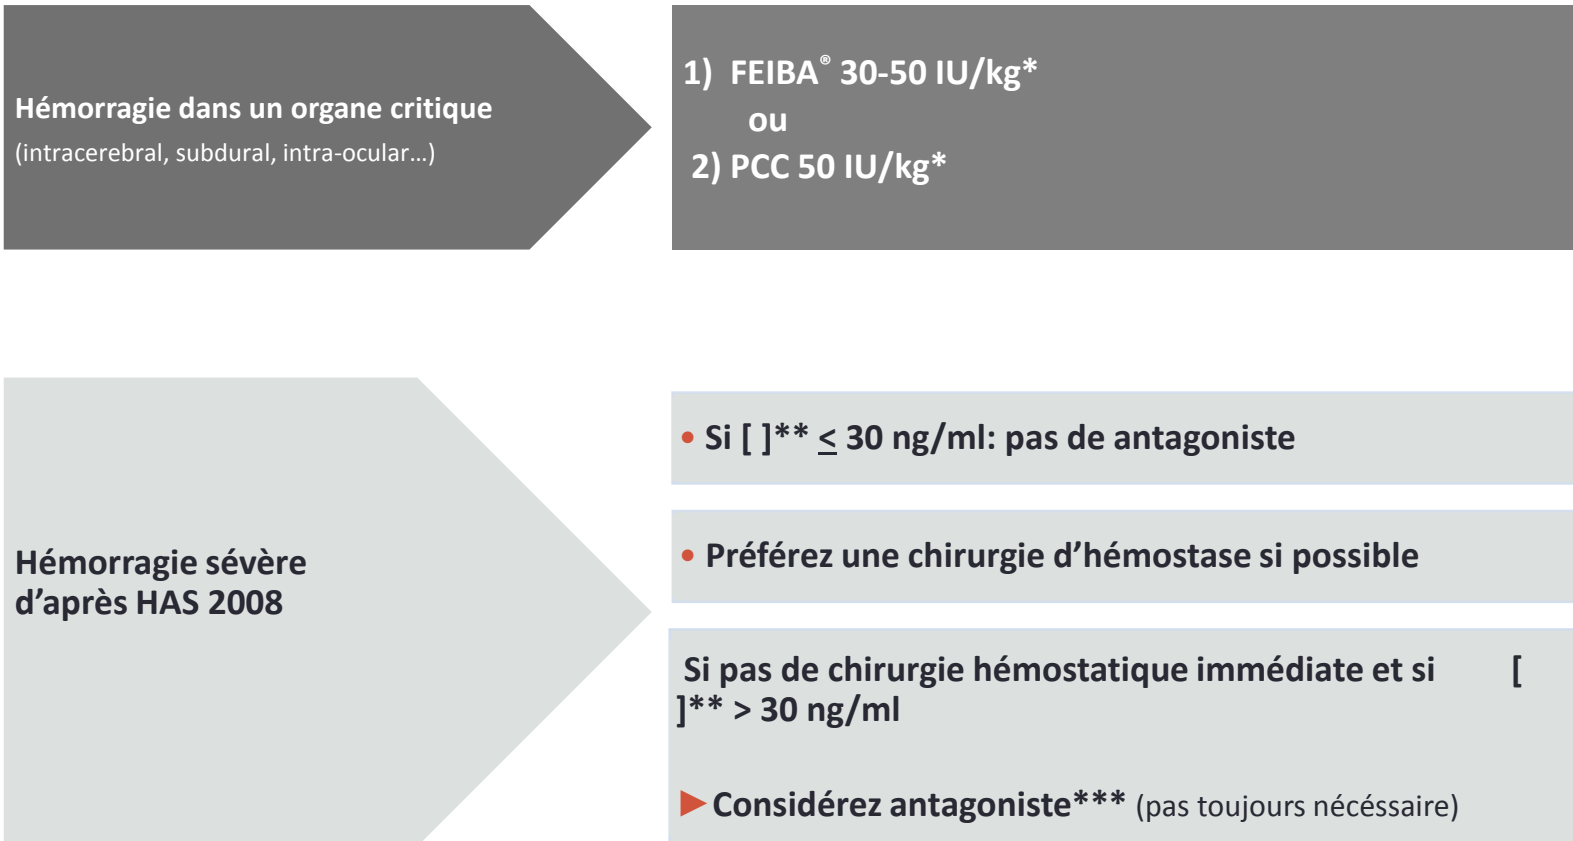 Hémorragie dans un organe critique
(intracerebral, subdural, intra-ocular…)
1) FEIBA® 30-50 IU/kg*
ou
2) PCC 50 IU/kg*
Hémorragie sévère
d’après HAS 2008
• Si [ ]** ≤ 30 ng/ml: pas de antagoniste
• Préférez une chirurgie d’hémostase si possible
Si pas de chirurgie hémostatique immédiate et si [
]** > 30 ng/ml
►Considérez antagoniste*** (pas toujours nécéssaire)